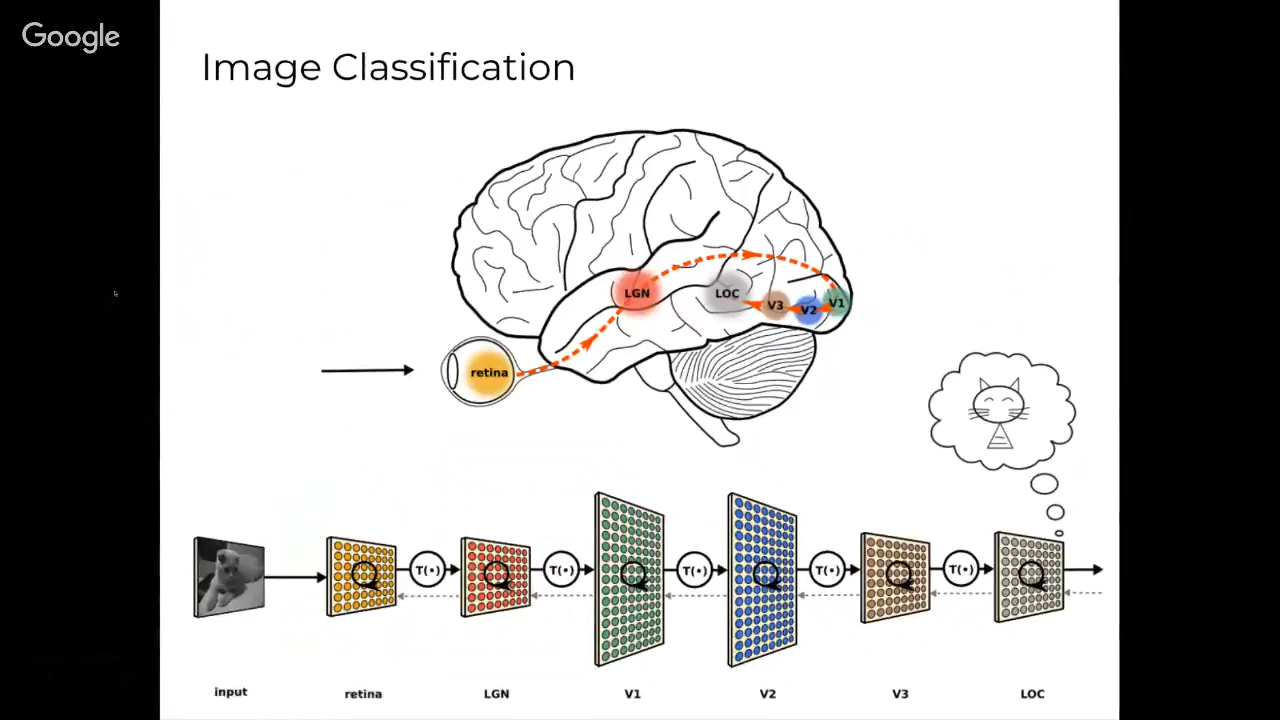 Google
Image Classification
LGN
LOC
V3
V2
V1
retina
T(•)
T(•)
T(•)
T(•)
T(•)
input
retina
LGN
V1
V2
V3
LOC